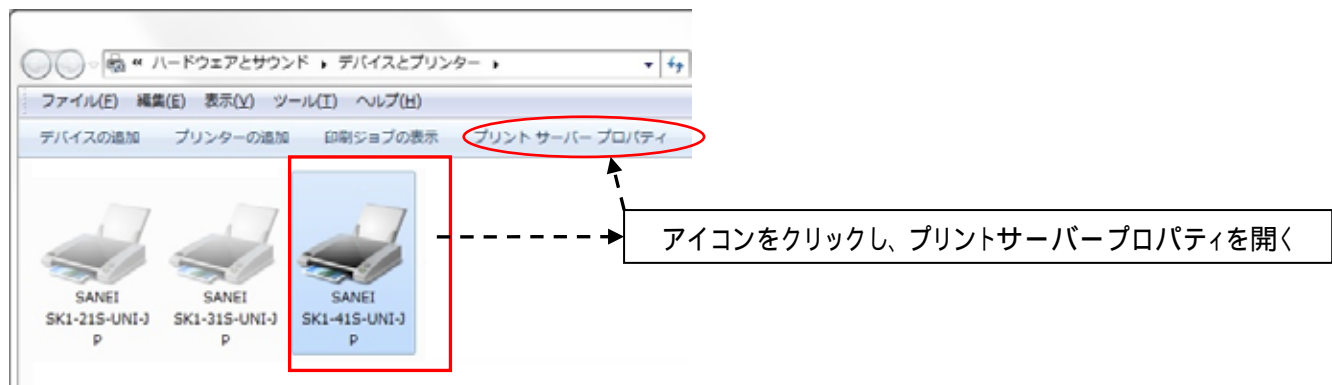 « ハードウェアとサウンド ▸ デバイスとプリンター ▸
ファイル(F) 編集(E) 表示(V) ツール(T) ヘルプ(H)
デバイスの追加 プリンターの追加 印刷ジョブの表示 プリント サーバー プロパティ
アイコンをクリックし、プリントサーバープロパティを開く
SANEI
SK1-21S-UNI-J
P
SANEI
SK1-31S-UNI-J
P
SANEI
SK1-41S-UNI-J
P